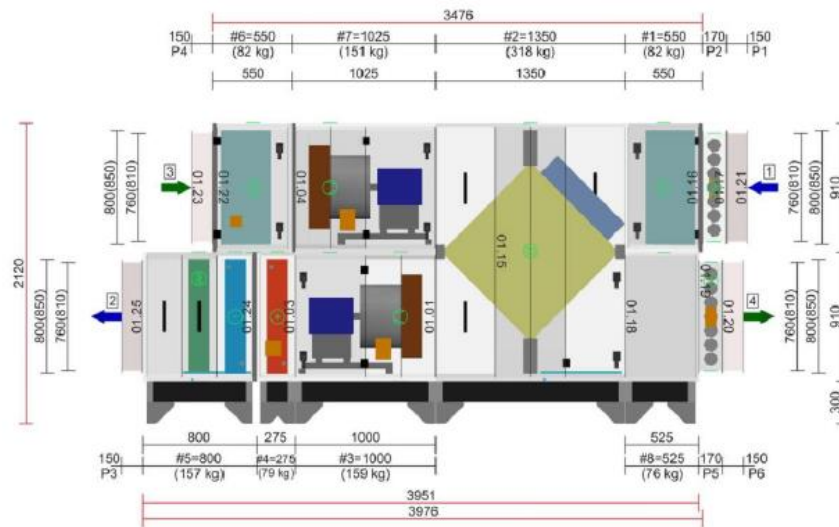 3476
150 #6=550 #7=1025 #2=1350 #1=550 170 150
P4 (82 kg) (151 kg) (318 kg) (82 kg) P2 P1
550 1025 1350 550
800(850) 760(810) 3 01.23 01.22 01.04 01.16 01.21 1 760(810) 800(850) 910
2120
01.15
800(850) 760(810) 2 01.25 01.24 01.03 01.01 01.18 01.20 4 760(810) 800(850) 910
300
800 275 1000 525
150 #5=800 #4=275 #3=1000 #8=525 170 150
P3 (157 kg) (79 kg) (159 kg) (76 kg) P5 P6
3951
3976